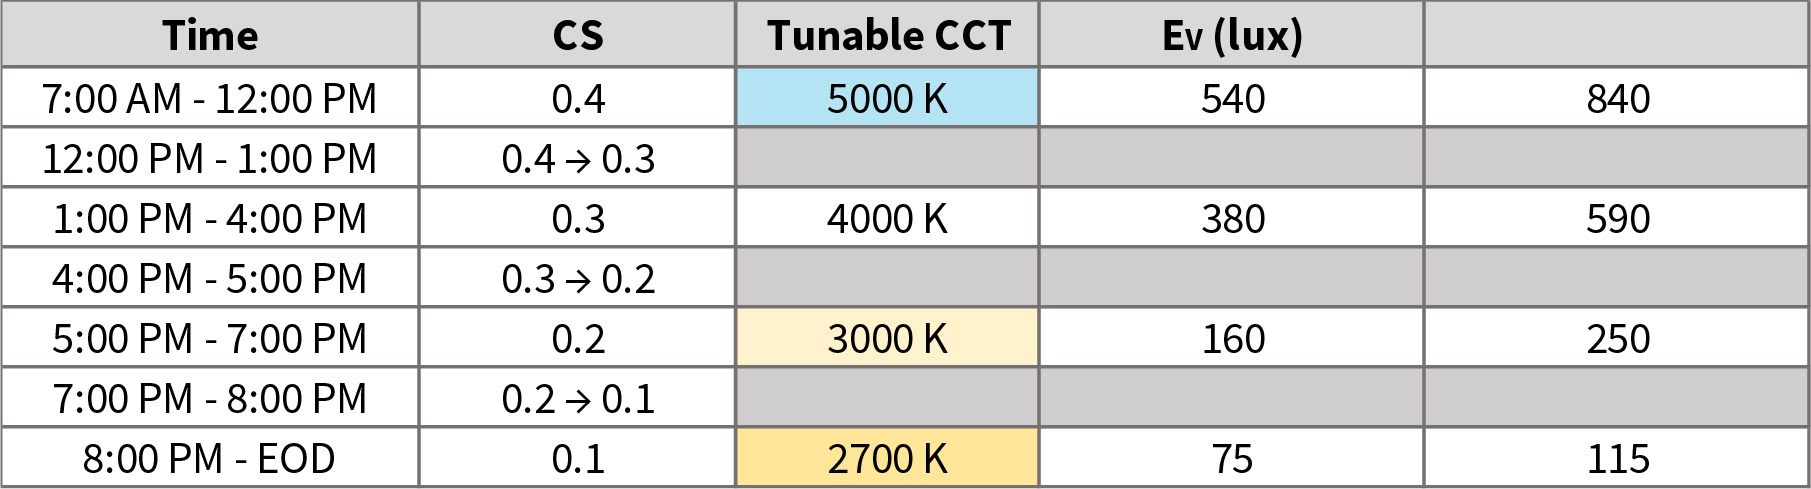 Time CS Tunable CCT Ev (lux)
7:00 AM - 12:00 PM 0.4 5000 K 540 840
12:00 PM - 1:00 PM 0.4 → 0.3
1:00 PM - 4:00 PM 0.3 4000 K 380 590
4:00 PM - 5:00 PM 0.3 → 0.2
5:00 PM - 7:00 PM 0.2 3000 K 160 250
7:00 PM - 8:00 PM 0.2 → 0.1
8:00 PM - EOD 0.1 2700 K 75 115